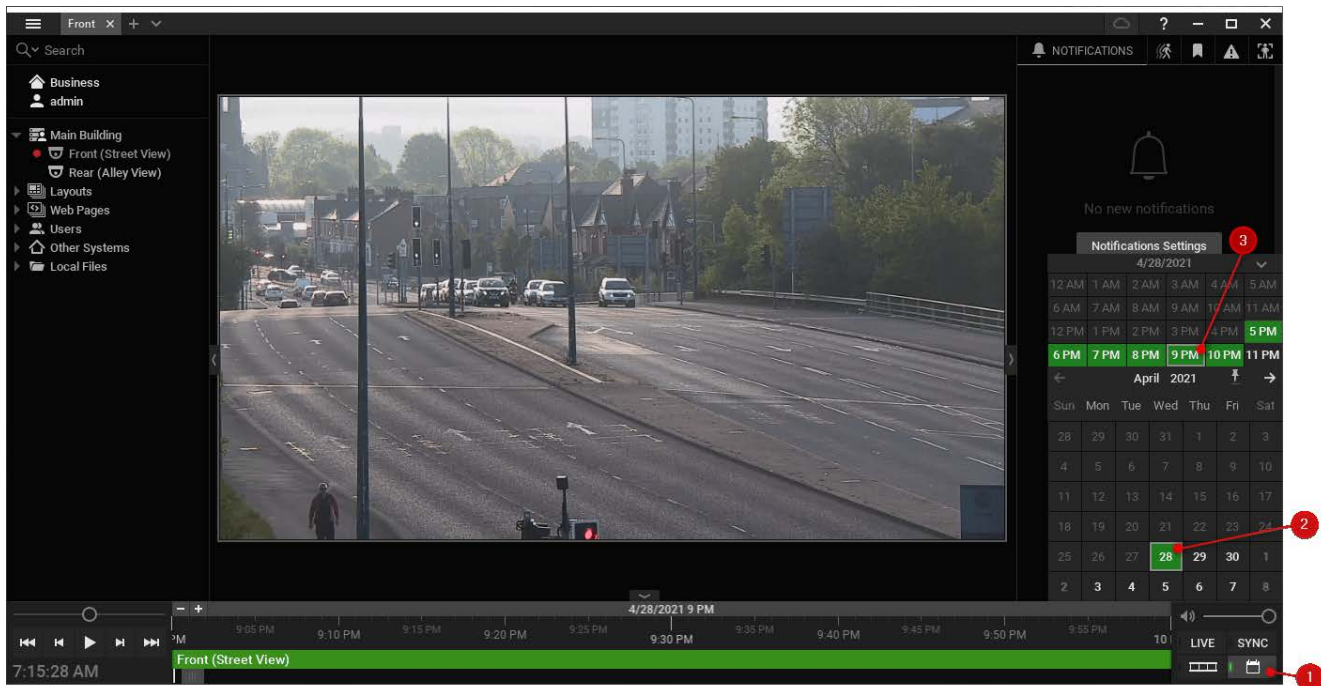 Front
?
Search
NOTIFICATIONS
Business
admin
Main Building
Front (Street View)
Rear (Alley View)
Layouts
Web Pages
Users
Other Systems
Local Files
No new notifications
Notifications Settings
3
4/28/2021
12 AM 1 AM 2 AM 3 AM 4 AM 5 AM
6 AM 7 AM 8 AM 9 AM 10 AM 11 AM
12 PM 1 PM 2 PM 3 PM 4 PM 5 PM
6 PM 7 PM 8 PM 9 PM 10 PM 11 PM
April 2021
Sun Mon Tue Wed Thu Fri Sat
28 29 30 31 1 2 3
4 5 6 7 8 9 10
11 12 13 14 15 16 17
18 19 20 21 22 23 24
2
25 26 27 28 29 30 1
2 3 4 5 6 7 8
4/28/2021 9 PM
PM 9:05 PM 9:10 PM 9:15 PM 9:20 PM 9:25 PM 9:30 PM 9:35 PM 9:40 PM 9:45 PM 9:50 PM 9:55 PM 10
LIVE SYNC
Front (Street View)
7:15:28 AM
1